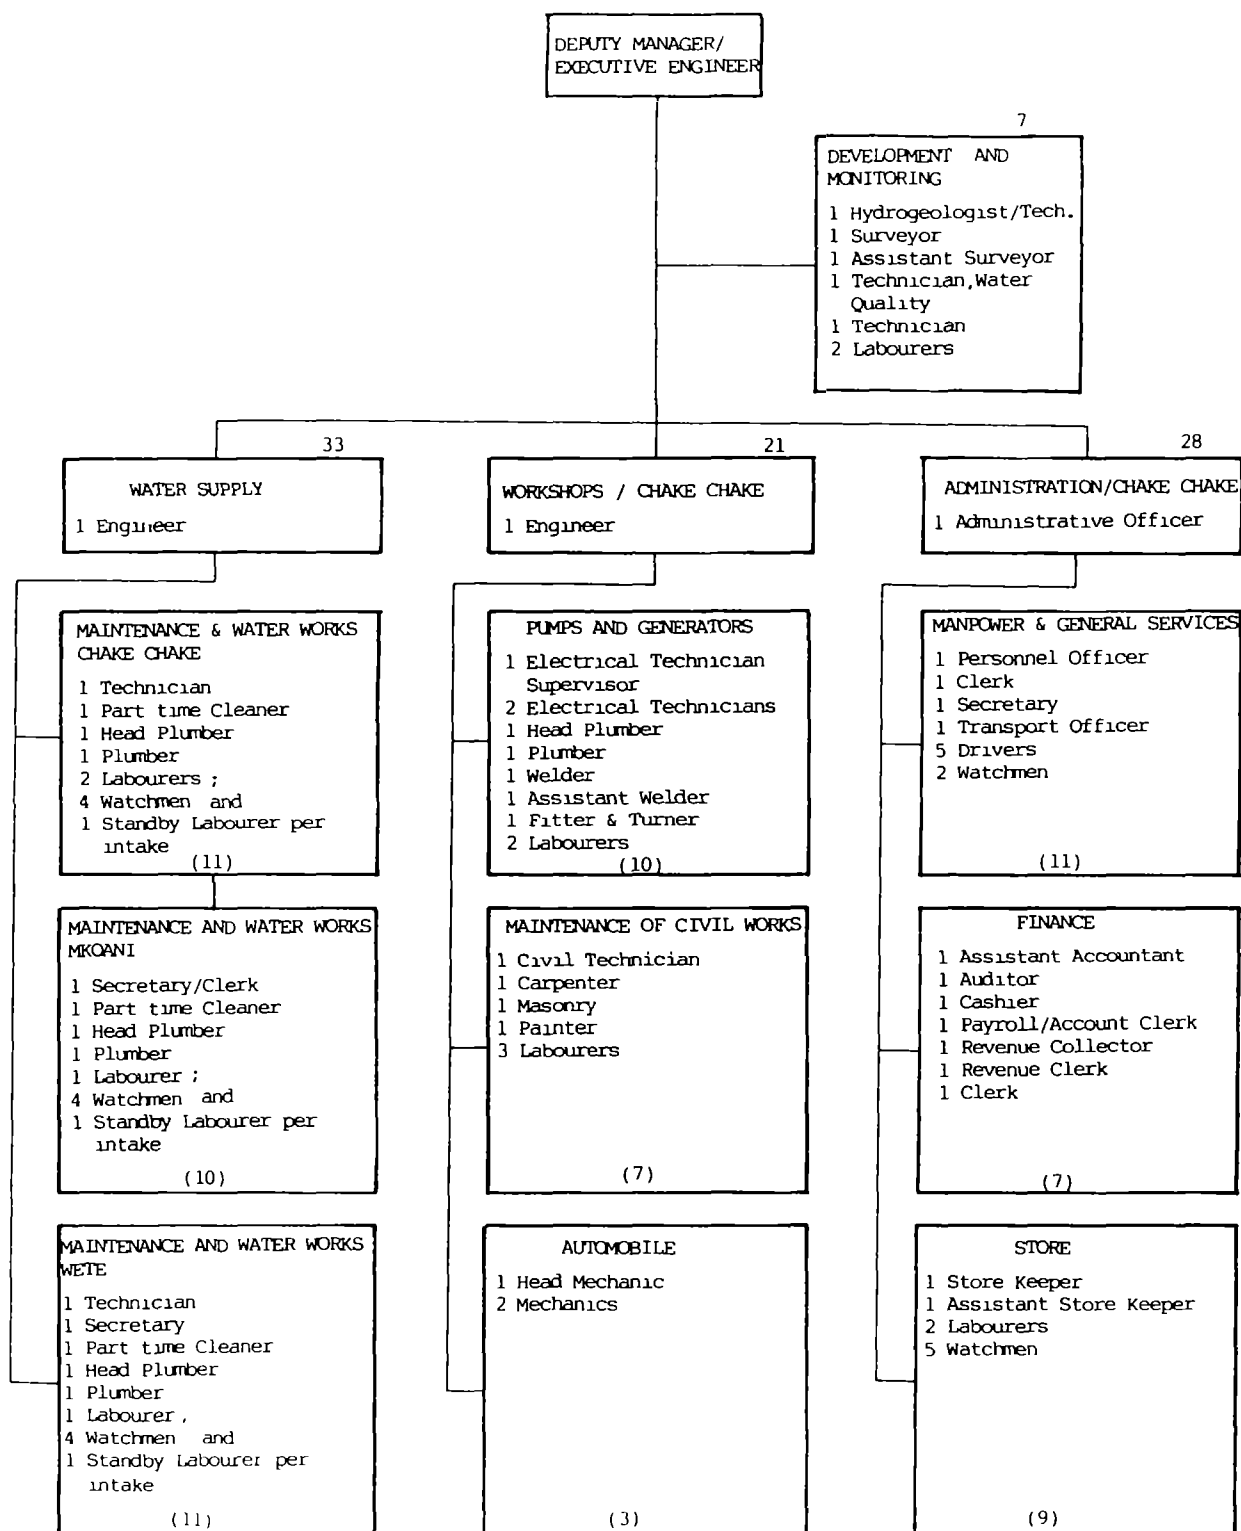 DEPUTY MANAGER/
EXECUTIVE ENGINEER
7
DEVELOPMENT AND
MONITORING
1 Hydrogeologist/Tech.
1 Surveyor
1 Assistant Surveyor
1 Technician,Water
Quality
1 Technician
2 Labourers
33
WATER SUPPLY
1 Engineer
21
WORKSHOPS / CHAKE CHAKE
1 Engineer
28
ADMINISTRATION/CHAKE CHAKE
1 Administrative Officer
MAINTENANCE & WATER WORKS
CHAKE CHAKE
1 Technician
1 Part time Cleaner
1 Head Plumber
1 Plumber
2 Labourers ;
4 Watchmen and
1 Standby Labourer per
intake
(11)
PUMPS AND GENERATORS
1 Electrical Technician
Supervisor
2 Electrical Technicians
1 Head Plumber
1 Plumber
1 Welder
1 Assistant Welder
1 Fitter & Turner
2 Labourers
(10)
MANPOWER & GENERAL SERVICES
1 Personnel Officer
1 Clerk
1 Secretary
1 Transport Officer
5 Drivers
2 Watchmen
(11)
MAINTENANCE AND WATER WORKS
MKOANI
1 Secretary/Clerk
1 Part time Cleaner
1 Head Plumber
1 Plumber
1 Labourer ;
4 Watchmen and
1 Standby Labourer per
intake
(10)
MAINTENANCE OF CIVIL WORKS
1 Civil Technician
1 Carpenter
1 Masonry
1 Painter
3 Labourers
(7)
FINANCE
1 Assistant Accountant
1 Auditor
1 Cashier
1 Payroll/Account Clerk
1 Revenue Collector
1 Revenue Clerk
1 Clerk
(7)
MAINTENANCE AND WATER WORKS
WETE
1 Technician
1 Secretary
1 Part time Cleaner
1 Head Plumber
1 Plumber
1 Labourer,
4 Watchmen and
1 Standby Labourer per
intake
(11)
AUTOMOBILE
1 Head Mechanic
2 Mechanics
(3)
STORE
1 Store Keeper
1 Assistant Store Keeper
2 Labourers
5 Watchmen
(9)